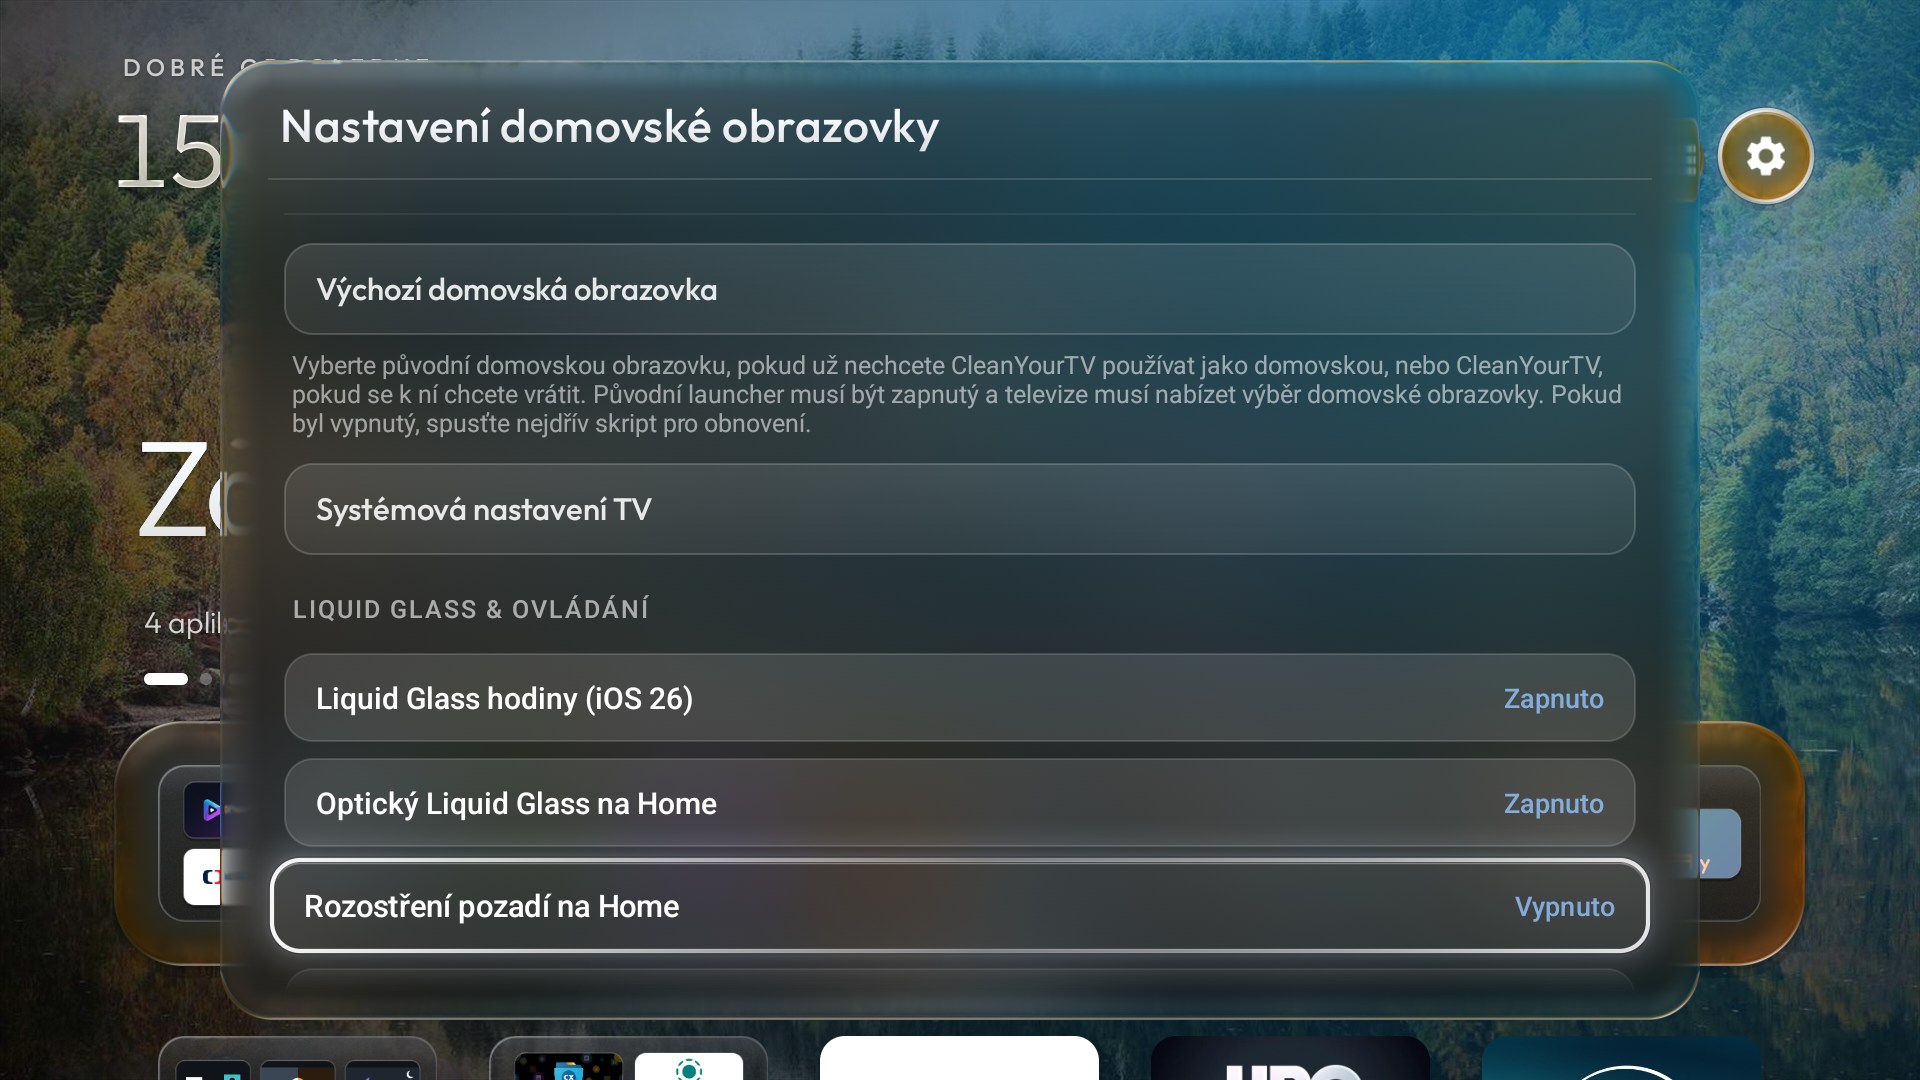 DOBRÉ
15
Nastavení domovské obrazovky
Výchozí domovská obrazovka
Vyberte původní domovskou obrazovku, pokud už nechcete CleanYourTV používat jako domovskou, nebo CleanYourTV,
pokud se k ní chcete vrátit. Původní launcher musí být zapnutý a televize musí nabízet výběr domovské obrazovky. Pokud
byl vypnutý, spusťte nejdřív skript pro obnovení.
Systémová nastavení TV
4
LIQUID GLASS & OVLÁDÁNÍ
Liquid Glass hodiny (iOS 26)
Zapnuto
Optický Liquid Glass na Home
Zapnuto
Rozostření pozadí na Home
Vypnuto
HBO